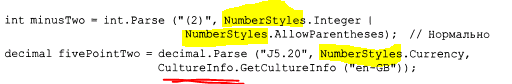 int minusTwo = int.Parse ("(2)", NumberStyles.Integer |
NumberStyles.AllowParentheses); // Нормально
decimal fivePointTwo = decimal.Parse ("J5.20", NumberStyles.Currency,
CultureInfo.GetCultureInfo ("en-GB"));